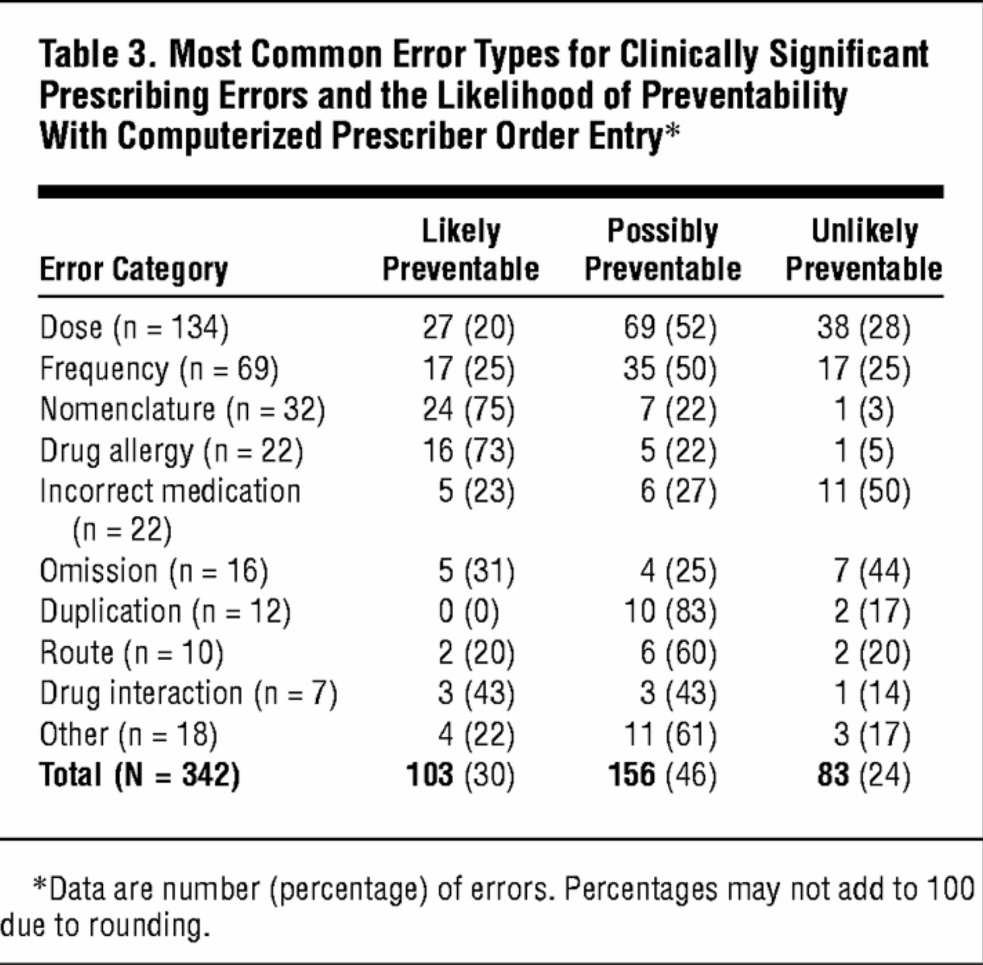 Table 3. Most Common Error Types for Clinically Significant
Prescribing Errors and the Likelihood of Preventability
With Computerized Prescriber Order Entry*
Likely Possibly Unlikely
Error Category Preventable Preventable Preventable
Dose (n = 134) 27 (20) 69 (52) 38 (28)
Frequency (n = 69) 17 (25) 35 (50) 17 (25)
Nomenclature (n = 32) 24 (75) 7 (22) 1 (3)
Drug allergy (n = 22) 16 (73) 5 (22) 1 (5)
Incorrect medication 5 (23) 6 (27) 11 (50)
(n = 22)
Omission (n = 16) 5 (31) 4 (25) 7 (44)
Duplication (n = 12) 0 (0) 10 (83) 2 (17)
Route (n = 10) 2 (20) 6 (60) 2 (20)
Drug interaction (n = 7) 3 (43) 3 (43) 1 (14)
Other (n = 18) 4 (22) 11 (61) 3 (17)
Total (N = 342) 103 (30) 156 (46) 83 (24)
*Data are number (percentage) of errors. Percentages may not add to 100
due to rounding.